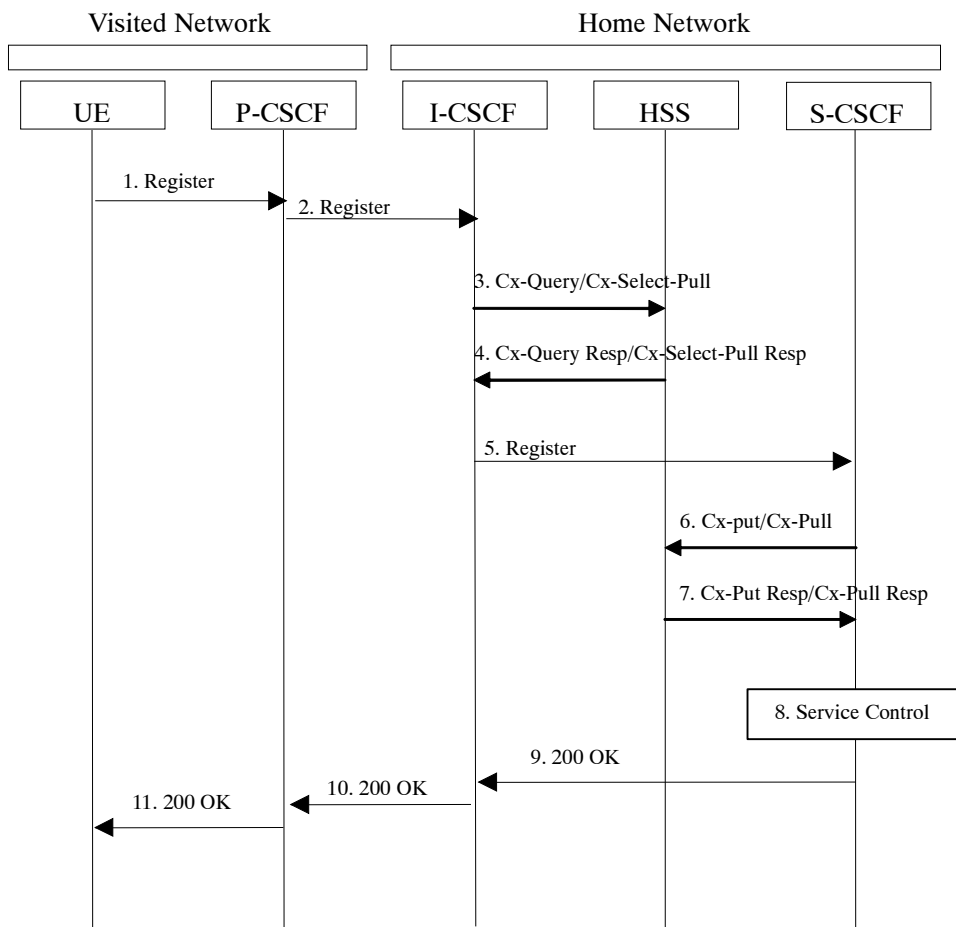 Visited Network
Home Network
UE
P-CSCF
I-CSCF
HSS
S-CSCF
1. Register
2. Register
3. Cx-Query/Cx-Select-Pull
4. Cx-Query Resp/Cx-Select-Pull Resp
5. Register
6. Cx-put/Cx-Pull
7. Cx-Put Resp/Cx-Pull Resp
8. Service Control
9. 200 OK
10. 200 OK
11. 200 OK